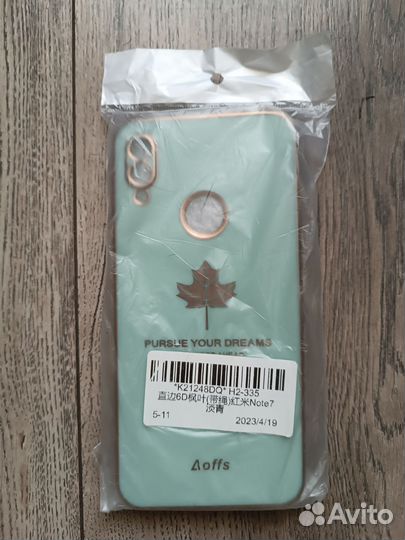 PURSUE YOUR DREAMS
*K21248DQ* H2-335
直边6D枫叶(带绳)红米Note7
淡青
5-11 2023/4/19
Aoffs
Avito